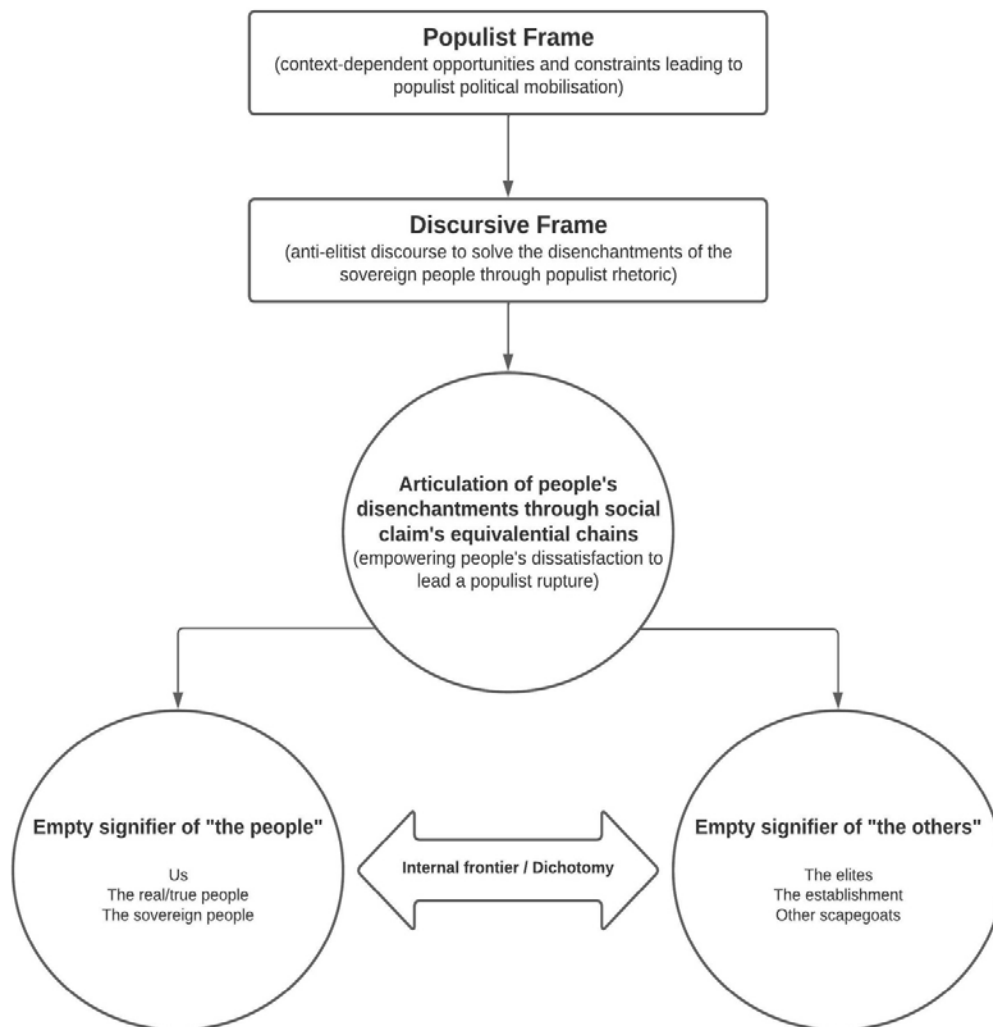 Populist Frame
(context-dependent opportunities and constraints leading to
populist political mobilisation)
Discursive Frame
(anti-elitist discourse to solve the disenchantments of the
sovereign people through populist rhetoric)
Articulation of people's
disenchantments through social
claim's equivalential chains
(empowering people's dissatisfaction to
lead a populist rupture)
Empty signifier of "the people"
Us
The real/true people
The sovereign people
Internal frontier / Dichotomy
Empty signifier of "the others"
The elites
The establishment
Other scapegoats